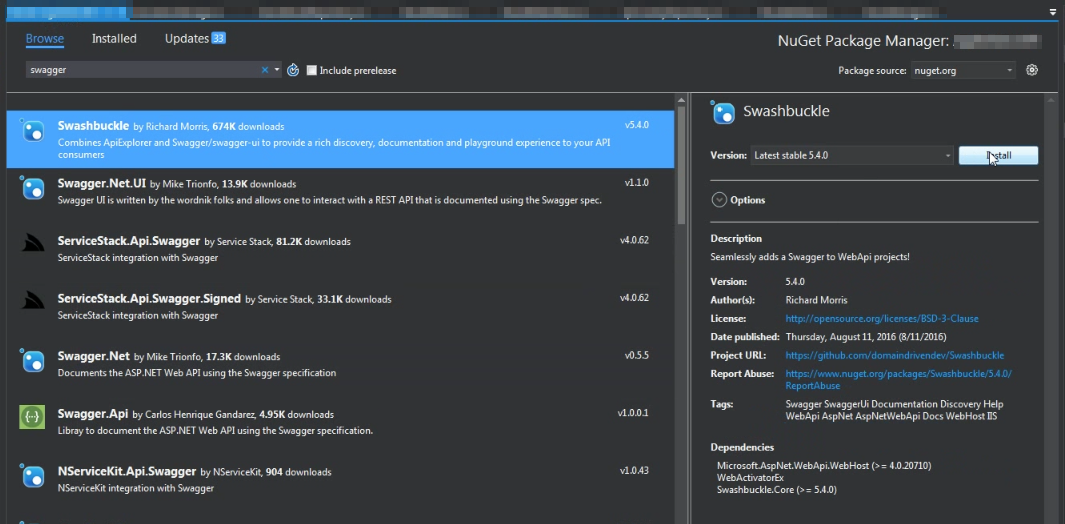 Browse Installed Updates 33
NuGet Package Manager:
swagger
Include prerelease
Package source: nuget.org
Swashbuckle by Richard Morris, 674K downloads v5.4.0
Combines ApiExplorer and Swagger/swagger-ui to provide a rich discovery, documentation and playground experience to your API
consumers
Swagger.Net.UI by Mike Trionfo, 13.9K downloads v1.1.0
Swagger UI is written by the wordnik folks and allows one to interact with a REST API that is documented using the Swagger spec.
ServiceStack.Api.Swagger by Service Stack, 81.2K downloads v4.0.62
ServiceStack integration with Swagger
ServiceStack.Api.Swagger.Signed by Service Stack, 33.1K downloads v4.0.62
ServiceStack integration with Swagger
Swagger.Net by Mike Trionfo, 17.3K downloads v0.5.5
Documents the ASP.NET Web API using the Swagger specification
{···}
Swagger.Api by Carlos Henrique Gandarez, 4.95K downloads v1.0.0.1
Libray to document the ASP.NET Web API using the Swagger specification.
NServiceKit.Api.Swagger by NServiceKit, 904 downloads v1.0.43
NServiceKit integration with Swagger
Swashbuckle
Version: Latest stable 5.4.0 Install
Options
Description
Seamlessly adds a Swagger to WebApi projects!
Version: 5.4.0
Author(s): Richard Morris
License: http://opensource.org/licenses/BSD-3-Clause
Date published: Thursday, August 11, 2016 (8/11/2016)
Project URL: https://github.com/domaindrivendev/Swashbuckle
Report Abuse: https://www.nuget.org/packages/Swashbuckle/5.4.0/
ReportAbuse
Tags: Swagger SwaggerUi Documentation Discovery Help
WebApi AspNet AspNetWebApi Docs WebHost IIS
Dependencies
Microsoft.AspNet.WebApi.WebHost (>= 4.0.20710)
WebActivatorEx
Swashbuckle.Core (>= 5.4.0)